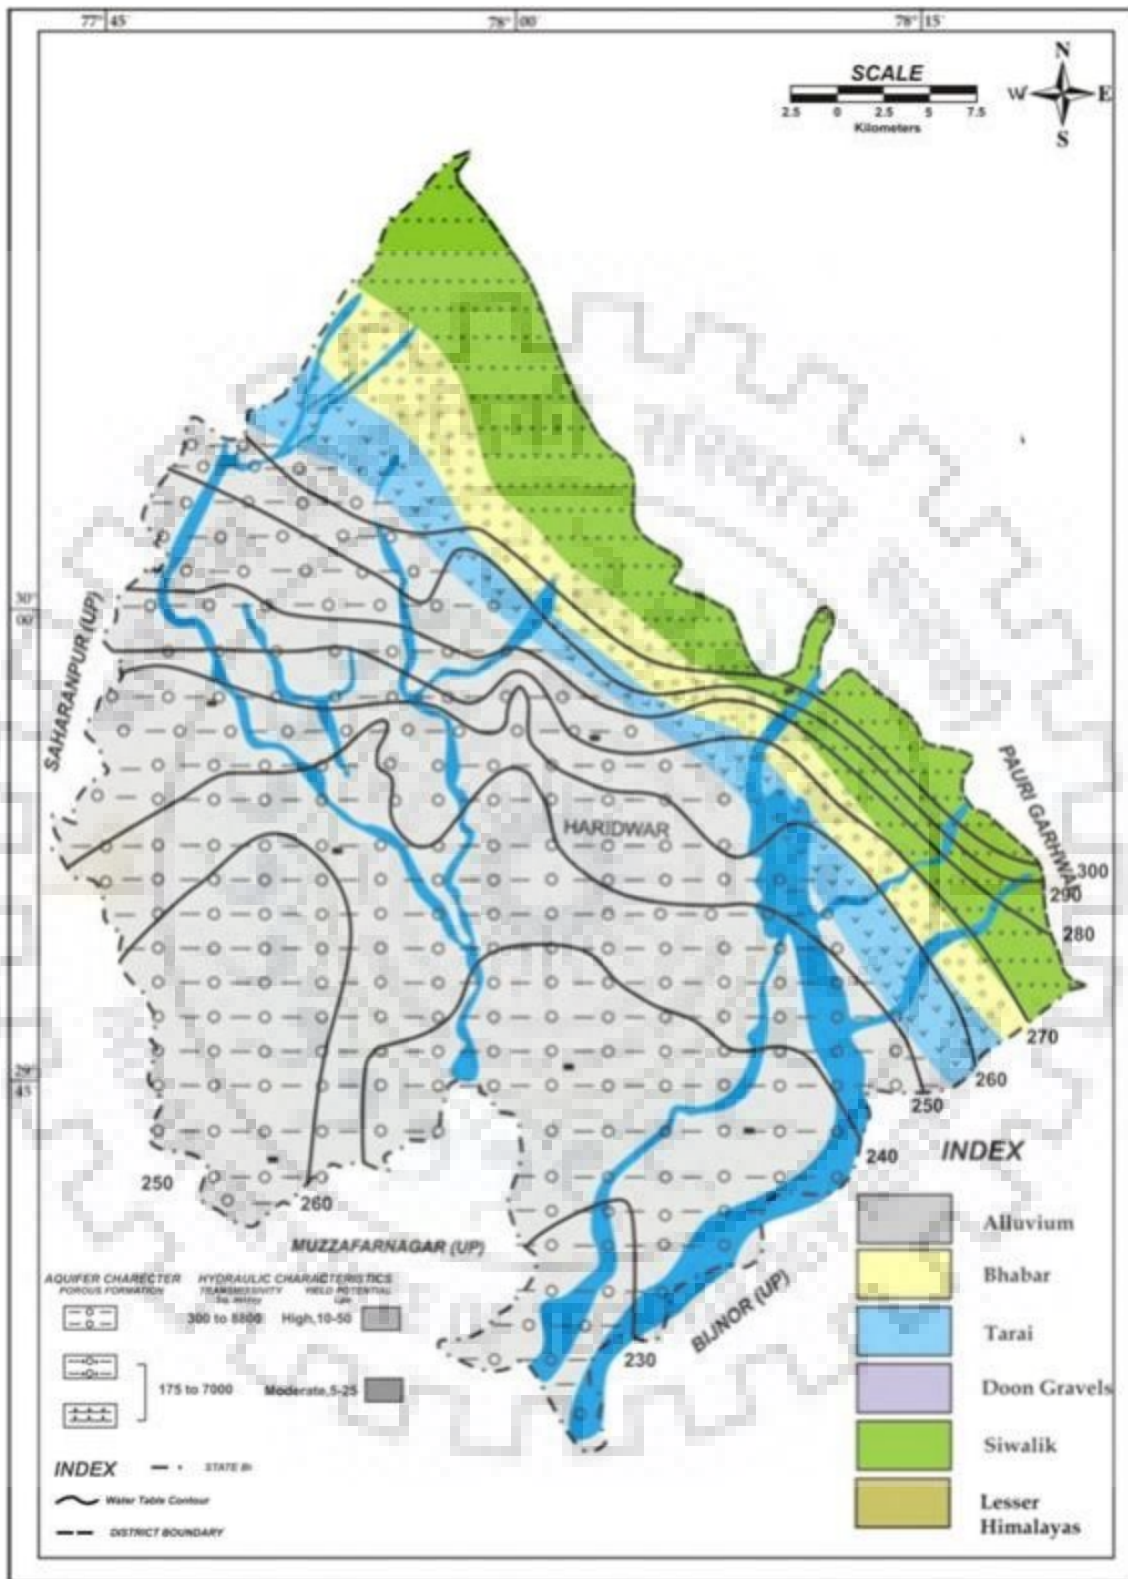 77° 45'
78° 00'
78° 15'
SCALE
2.5 0 2.5 5 7.5
Kilometers
N
W E
S
30°
00'
45'
SAHARANPUR (UP)
PAURI GARHWAL
HARIDWAR
300
290
280
270
260
250
240
230
250
260
MUZZAFARNAGAR (UP)
BIJNOR (UP)
AQUIFER CHARECTER
POROUS FORMATION
HYDRAULIC CHARACTERISTICS
TRANSMISSIVITY YIELD POTENTIAL
300 to 8800 High,10-50
175 to 7000 Moderate,5-25
INDEX
STATE Bn
Water Table Contour
DISTRICT BOUNDARY
INDEX
Alluvium
Bhabar
Tarai
Doon Gravels
Siwalik
Lesser
Himalayas